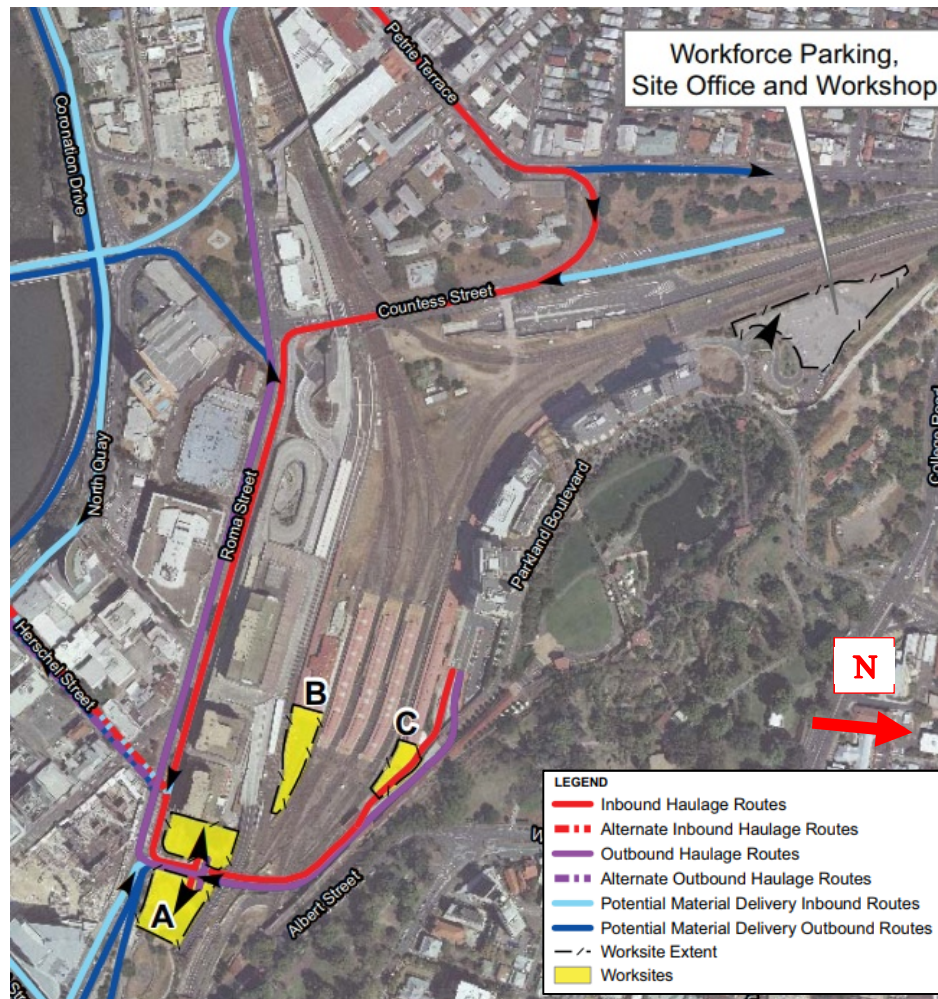 Petrie Terrace
Workforce Parking,
Site Office and Workshop
Coronation Drive
Countess Street
College Road
North Quay
Roma Street
Parkland Boulevard
Herschel Street
B
C
N
A
Albert Street
LEGEND
Inbound Haulage Routes
Alternate Inbound Haulage Routes
Outbound Haulage Routes
Alternate Outbound Haulage Routes
Potential Material Delivery Inbound Routes
Potential Material Delivery Outbound Routes
Worksite Extent
Worksites